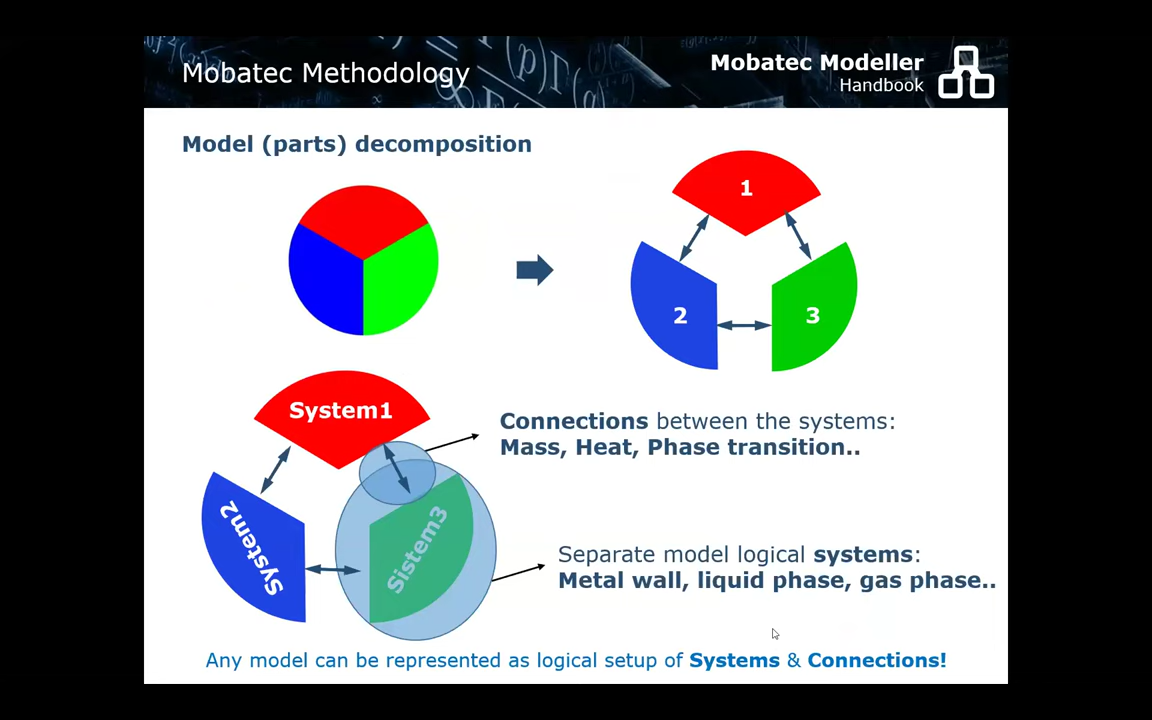 Mobatec Methodology
Mobatec Modeller
Handbook
Model (parts) decomposition
1
2
3
System1
System2
Sistem3
Connections between the systems:
Mass, Heat, Phase transition..
Separate model logical systems:
Metal wall, liquid phase, gas phase..
Any model can be represented as logical setup of Systems & Connections!